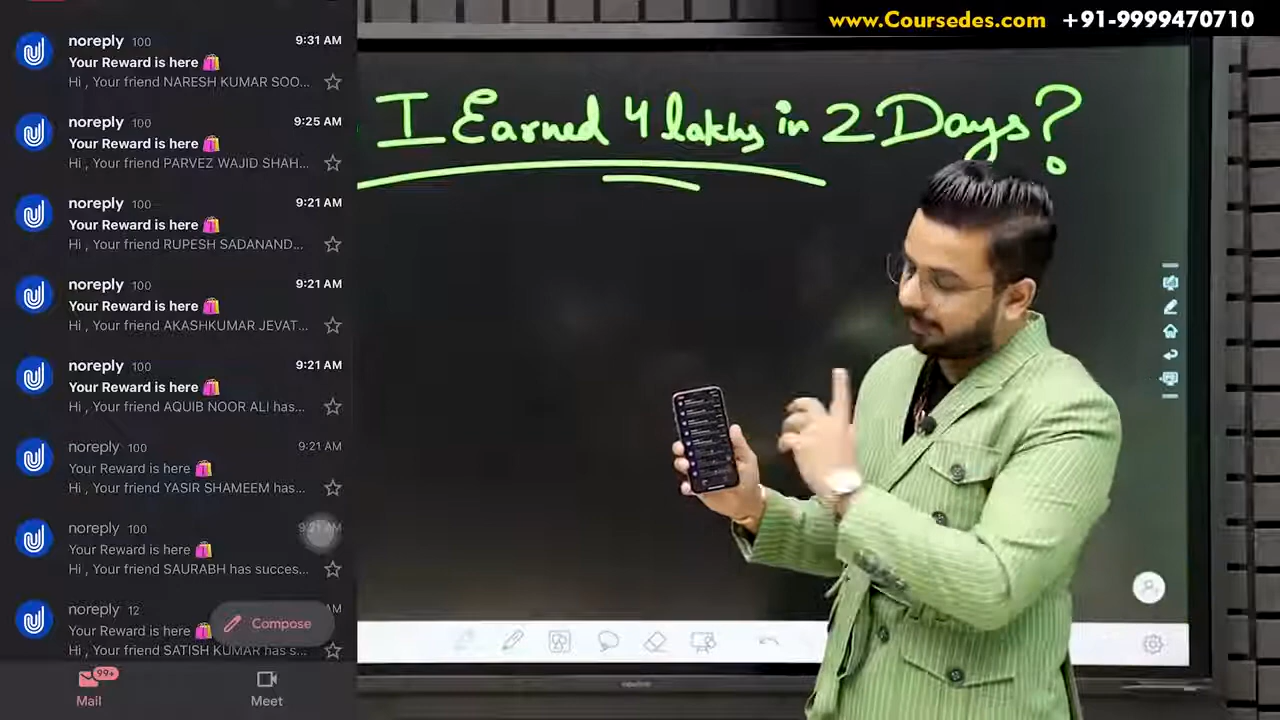 www.Coursedes.com +91-9999470710
noreply 100 9:31 AM
Your Reward is here 🛍️
Hi , Your friend NARESH KUMAR SOO...
noreply 100 9:25 AM
Your Reward is here 🛍️
Hi , Your friend PARVEZ WAJID SHAH...
noreply 100 9:21 AM
Your Reward is here 🛍️
Hi , Your friend RUPESH SADANAND...
noreply 100 9:21 AM
Your Reward is here 🛍️
Hi , Your friend AKASHKUMAR JEVAT...
noreply 100 9:21 AM
Your Reward is here 🛍️
Hi , Your friend AQUIB NOOR ALI has...
noreply 100 9:21 AM
Your Reward is here 🛍️
Hi , Your friend YASIR SHAMEEM has...
noreply 100 9:21 AM
Your Reward is here 🛍️
Hi , Your friend SAURABH has succes...
noreply 12 AM
Your Reward is here 🛍️
Hi , Your friend SATISH KUMAR has s...
Compose
99+
Mail Meet
I Earned 4 lakhs in 2 Days?